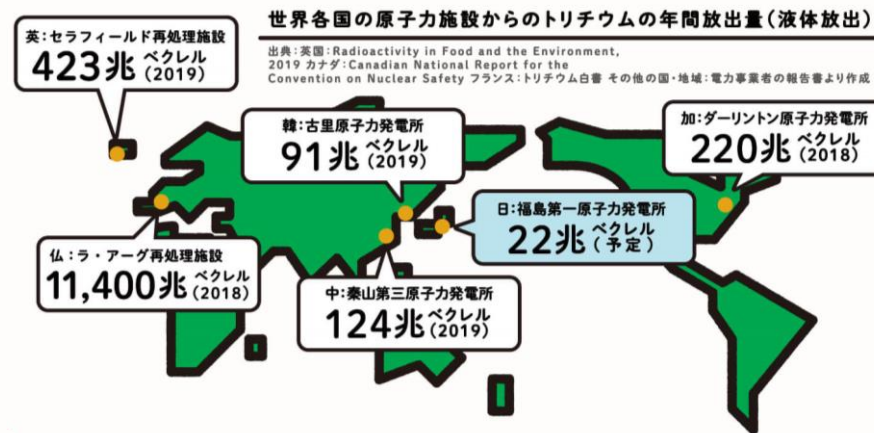 世界各国の原子力施設からのトリチウムの年間放出量(液体放出)
出典:英国:Radioactivity in Food and the Environment,
2019 カナダ:Canadian National Report for the
Convention on Nuclear Safety フランス:トリチウム白書 その他の国・地域:電力事業者の報告書より作成
英:セラフィールド再処理施設
423兆 ベクレル
(2019)
韓:古里原子力発電所
91兆 ベクレル
(2019)
加:ダーリントン原子力発電所
220兆 ベクレル
(2018)
日:福島第一原子力発電所
22兆 ベクレル
(予定)
仏:ラ・アーグ再処理施設
11,400兆 ベクレル
(2018)
中:秦山第三原子力発電所
124兆 ベクレル
(2019)